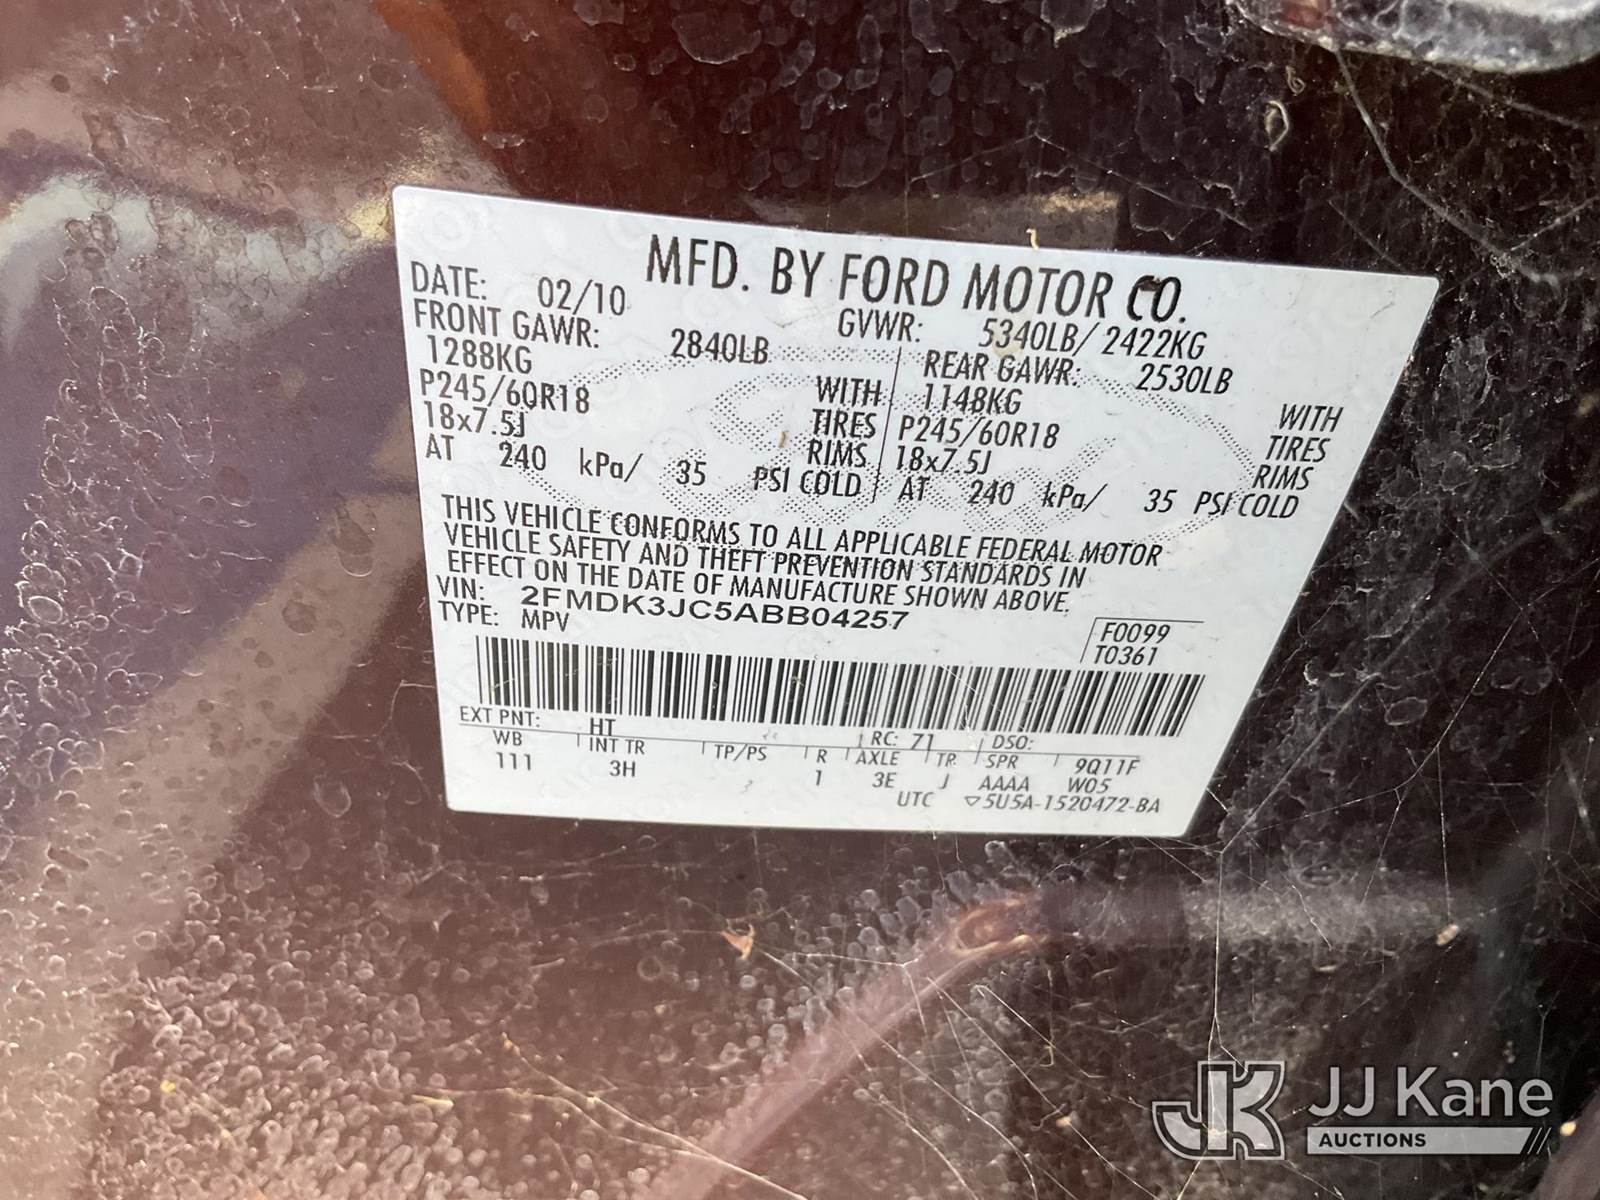 MFD. BY FORD MOTOR CO.
DATE: 02/10 GVWR: 5340LB/ 2422KG
FRONT GAWR: 2840LB REAR GAWR: 2530LB
1288KG WITH 1148KG WITH
P245/60R18 TIRES P245/60R18 TIRES
18x7.5J RIMS 18x7.5J RIMS
AT 240 kPa/ 35 PSI COLD AT 240 kPa/ 35 PSI COLD
THIS VEHICLE CONFORMS TO ALL APPLICABLE FEDERAL MOTOR
VEHICLE SAFETY AND THEFT PREVENTION STANDARDS IN
EFFECT ON THE DATE OF MANUFACTURE SHOWN ABOVE.
VIN: 2FMDK3JC5ABB04257
TYPE: MPV
F0099
T0361
EXT PNT: HT RC: 71 DSO:
WB INT TR TP/PS R AXLE TR SPR 9Q11F
111 3H 1 3E J AAAA W05
UTC ▽5U5A-1520472-BA
JK JJ Kane
AUCTIONS